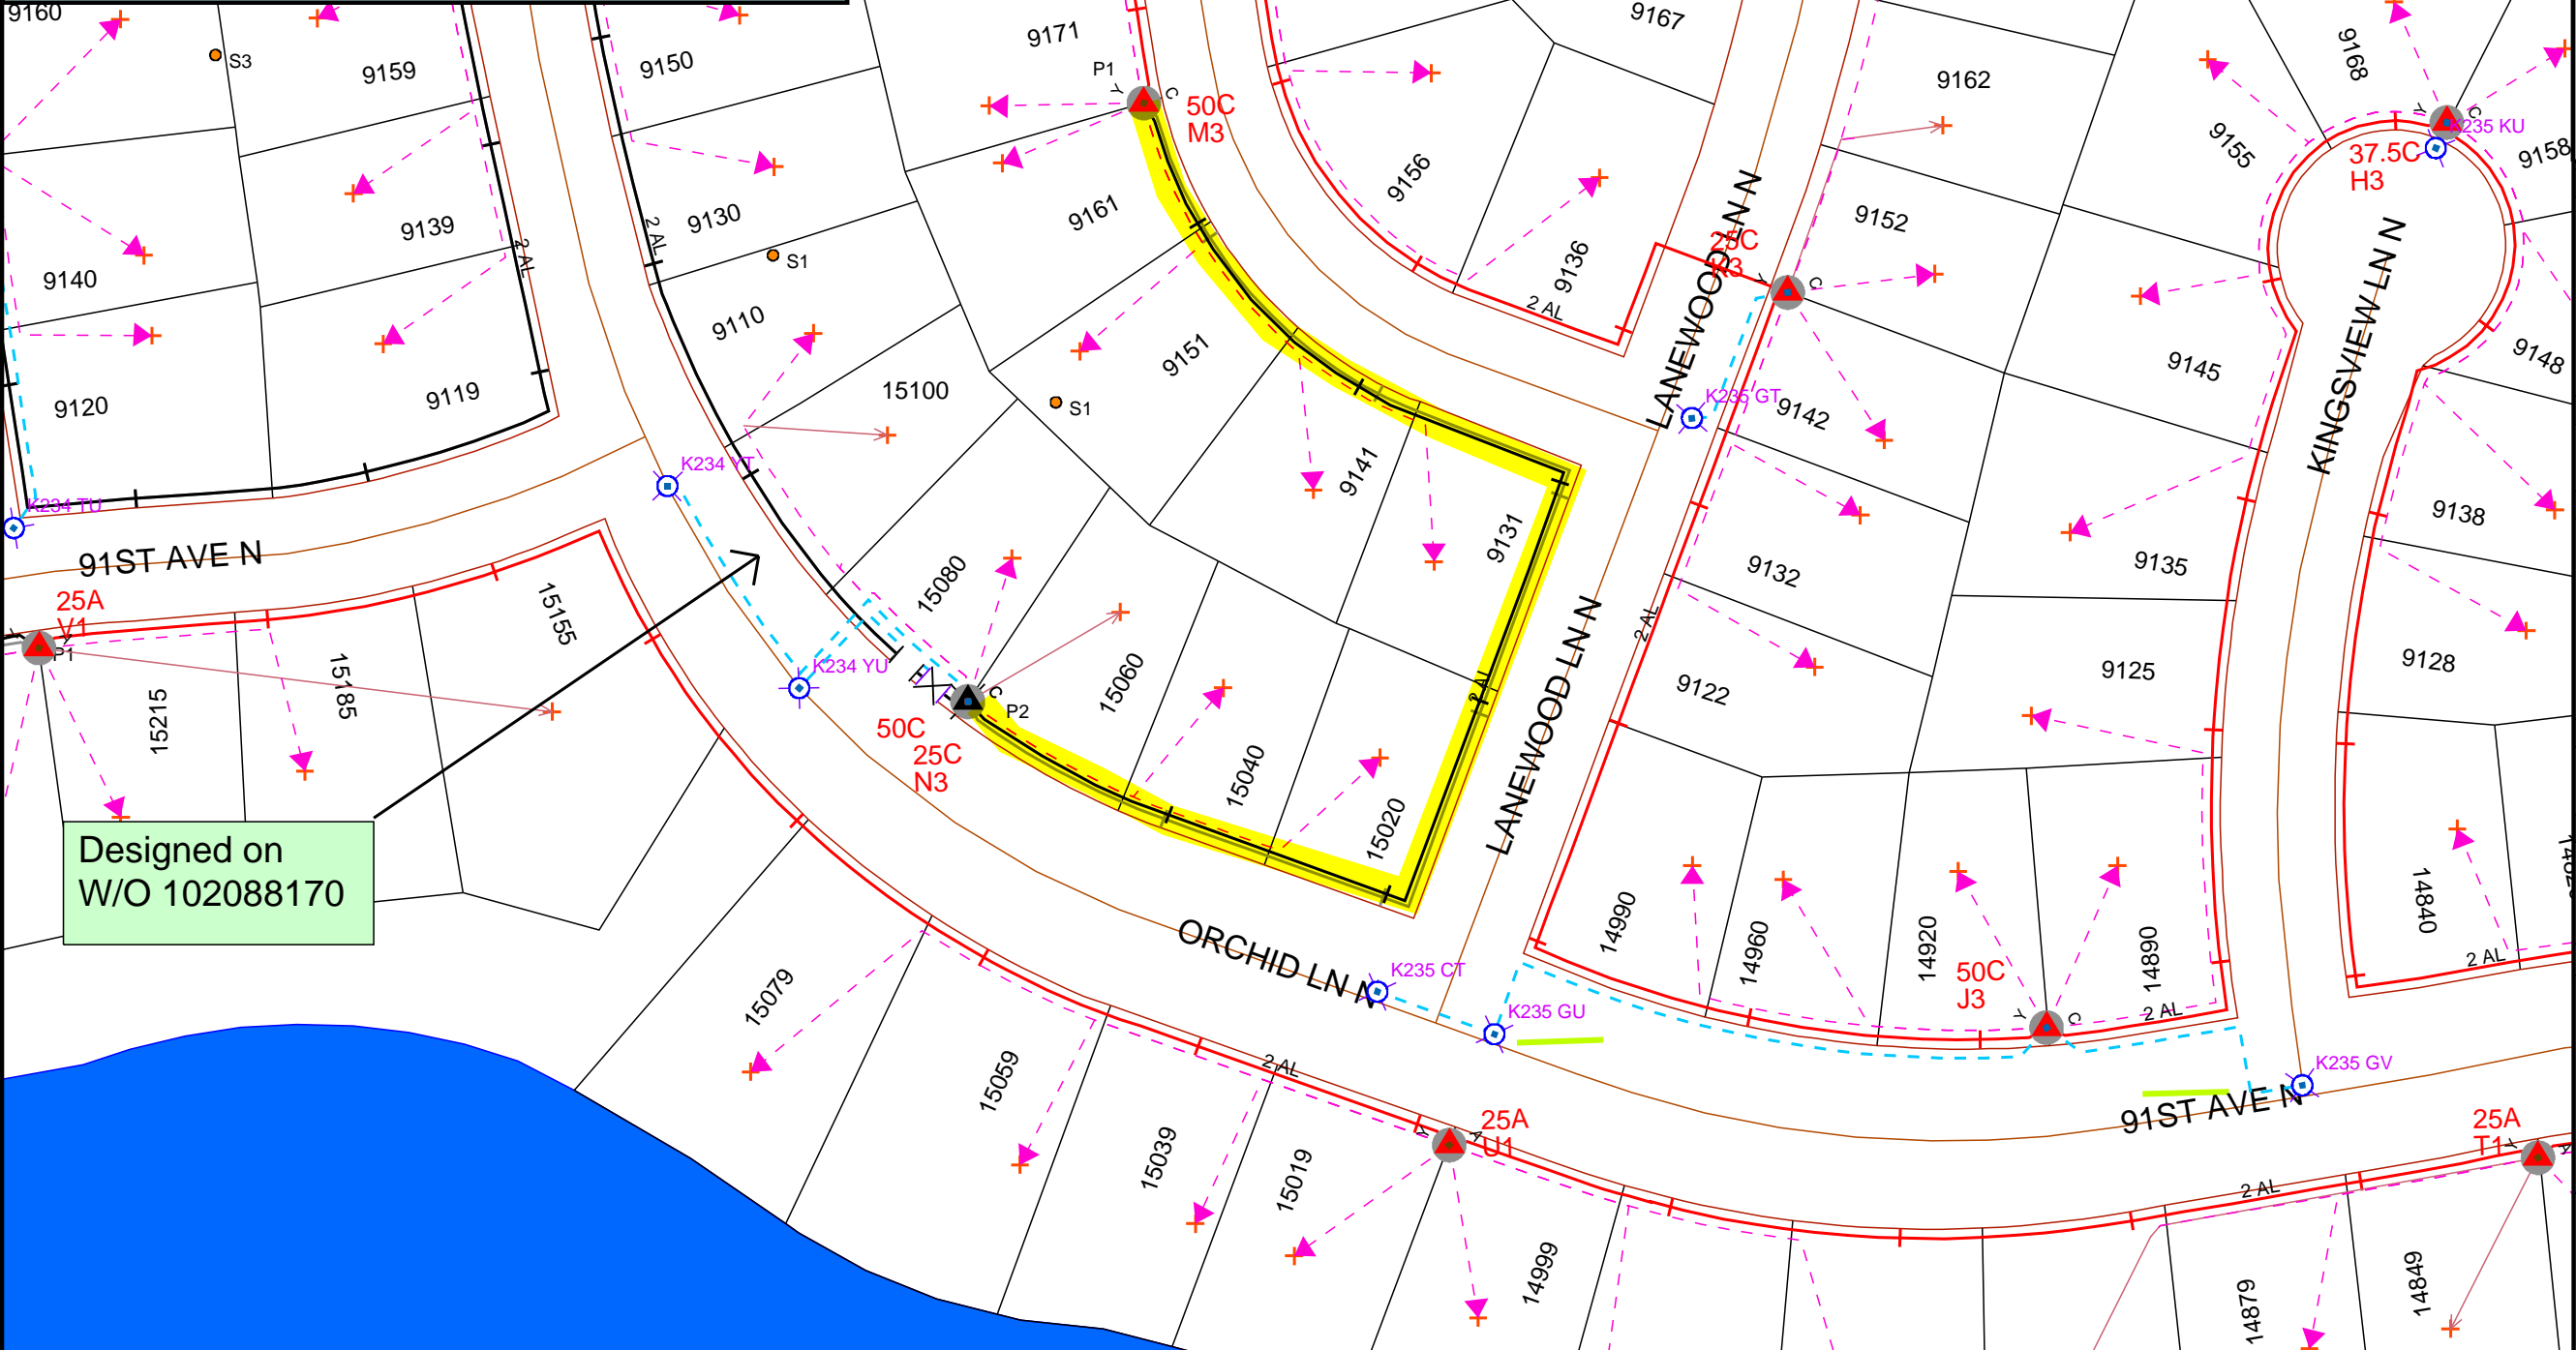 9160
S3
9159
9150
9171
P1
Y
C
50C
M3
9167
9162
9168
Y
C
K235 KU
37.5C
H3
9155
9158
9139
9140
2 AL
2 AL
9130
S1
9161
9156
9136
2 AL
LANEWOOD LN N
25C
K3
Y
C
9152
9145
KINGSVIEW LN N
9148
9110
9120
9119
15100
9151
S1
K235 GT
9142
K234 YT
K234 TU
9141
9131
9138
91ST AVE N
25A
V1
Y
P1
15155
15080
9132
9135
2 AL
LANEWOOD LN N
15215
15185
K234 YU
C
P2
50C
25C
N3
15060
15040
15020
2 AL
9122
9125
9128
Designed on
W/O 102088170
ORCHID LN N
K235 CT
K235 GU
14990
14960
14920
50C
J3
Y
C
14890
2 AL
14840
2 AL
15079
15059
2 AL
15039
15019
Y
A
25A
U1
14999
K235 GV
91ST AVE N
25A
T1
Y
A
2 AL
14879
14849